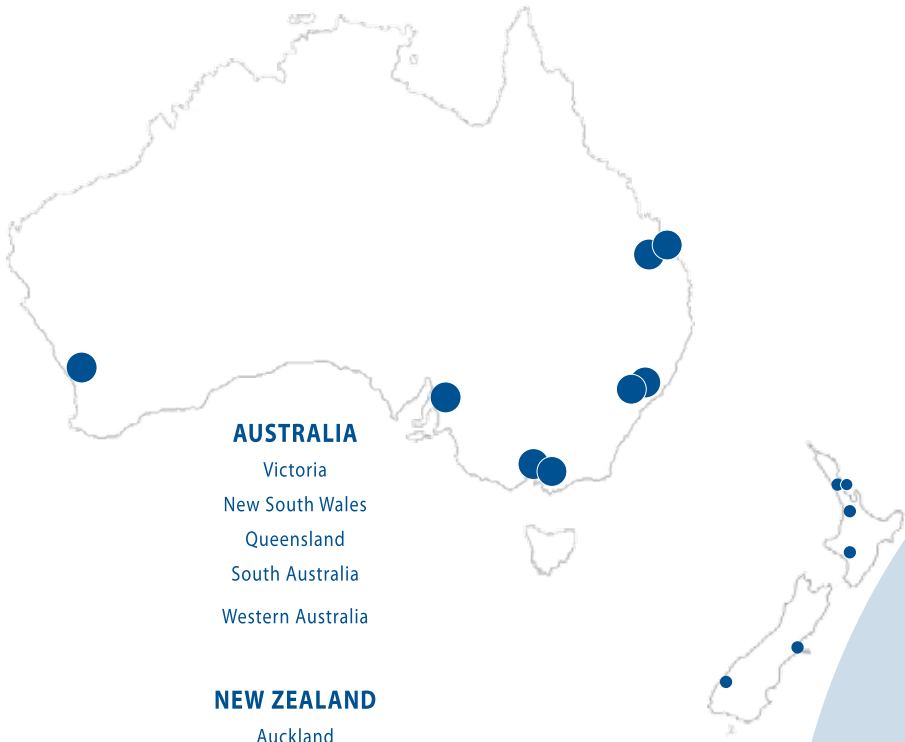 AUSTRALIA
Victoria
New South Wales
Queensland
South Australia
Western Australia
NEW ZEALAND
Auckland